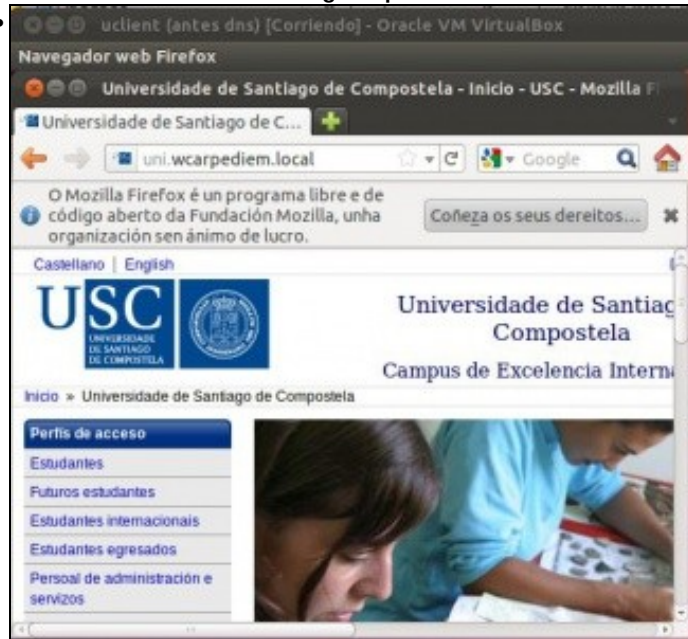 uclient (antes dns) [Corriendo] - Oracle VM VirtualBox
Navegador web Firefox
Universidade de Santiago de Compostela - Inicio - USC - Mozilla F
Universidade de Santiago de C...
uni.wcarpediem.local
Google
O Mozilla Firefox é un programa libre e de
código aberto da Fundación Mozilla, unha
organización sen ánimo de lucro.
Coñeza os seus dereitos...
Castellano | English
USC
UNIVERSIDADE
DE SANTIAGO
DE COMPOSTELA
Universidade de Santiag
Compostela
Campus de Excelencia Interna
Inicio » Universidade de Santiago de Compostela
Perfís de acceso
Estudantes
Futuros estudantes
Estudantes internacionais
Estudantes egresados
Persoal de administración e
servizos